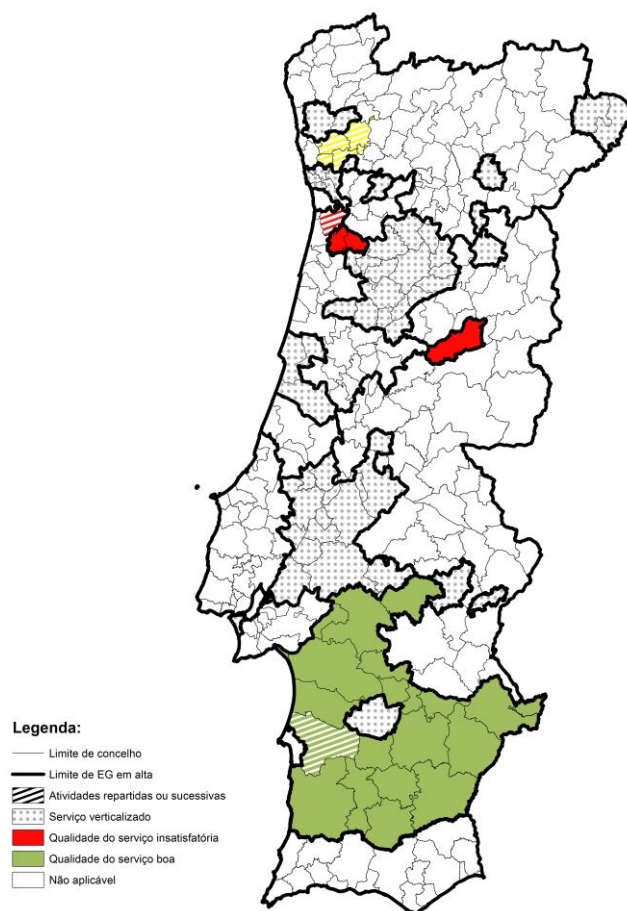 Legenda:
Limite de concelho
Limite de EG em alta
Atividades repartidas ou sucessivas
Serviço verticalizado
Qualidade do serviço insatisfatória
Qualidade do serviço boa
Não aplicável